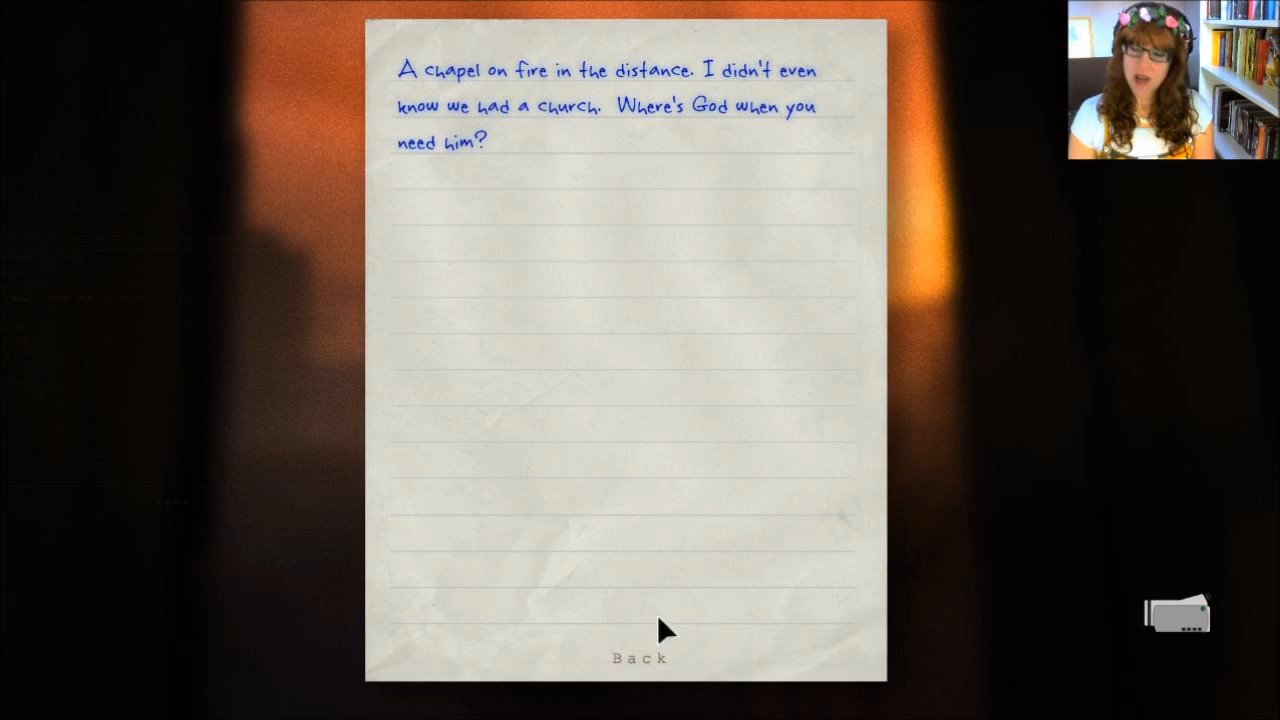 A chapel on fire in the distance. I didn't even
know we had a church. Where's God when you
need him?
Back